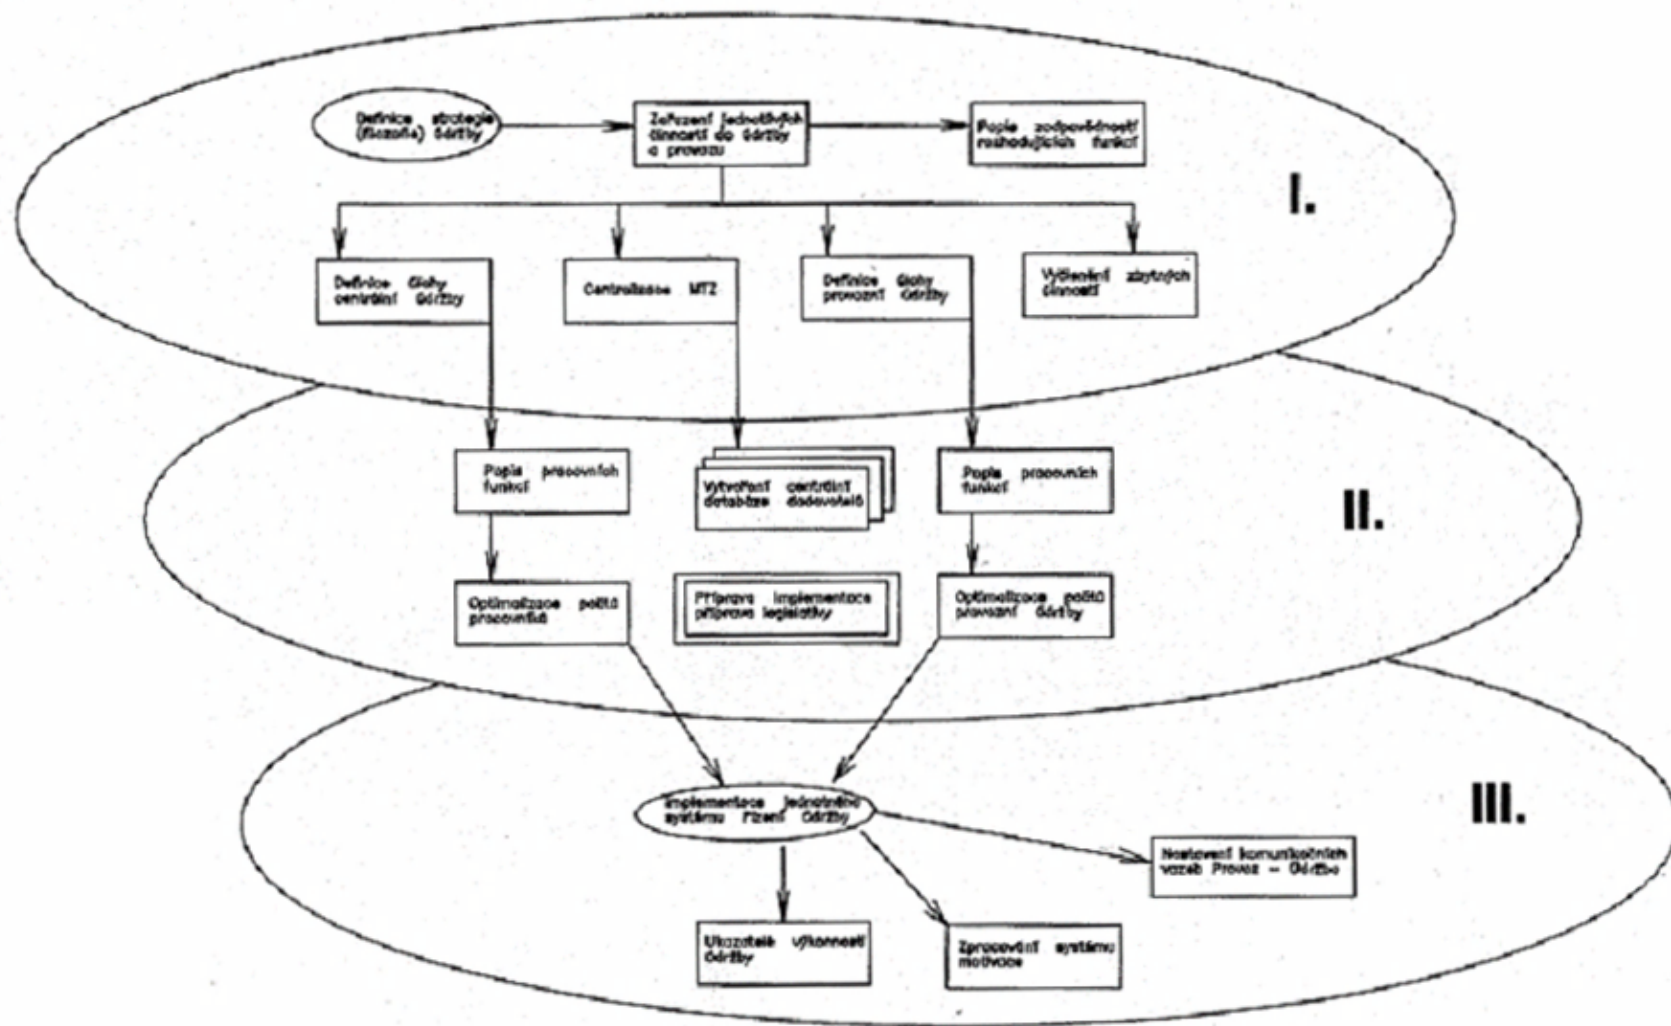 Definice strategie
(filozofie) údržby
Zařazení jednotlivých
činností do údržby
a provozu
Popis zodpovědností
rozhodujících funkcí
I.
Definice úlohy
centrální údržby
Centralizace MTZ
Definice úlohy
provozní údržby
Vyčlenění zbytných
činností
Popis pracovních
funkcí
Vytvoření centrální
databáze dodavatelů
Popis pracovních
funkcí
II.
Optimalizace počtů
pracovníků
Příprava implementace
příprava legislativy
Optimalizace počtů
provozní údržby
Implementace jednotného
systému řízení údržby
III.
Nastavení komunikačních
vazeb Provoz – Údržba
Ukazatelé výkonností
údržby
Zpracování systému
motivace